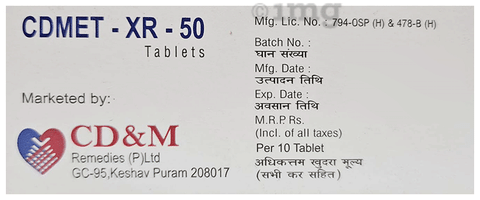 CDMET - XR - 50
Tablets
Marketed by:
CD&M
Remedies (P)Ltd
GC-95,Keshav Puram 208017
1mg
Mfg. Lic. No. : 794-OSP (H) & 478-B (H)
Batch No. :
घान संख्या
Mfg. Date :
उत्पादन तिथि
Exp. Date :
अवसान तिथि
M.R.P Rs.
(Incl. of all taxes)
Per 10 Tablet
अधिकत्तम खुदरा मूल्य
(सभी कर सहित)